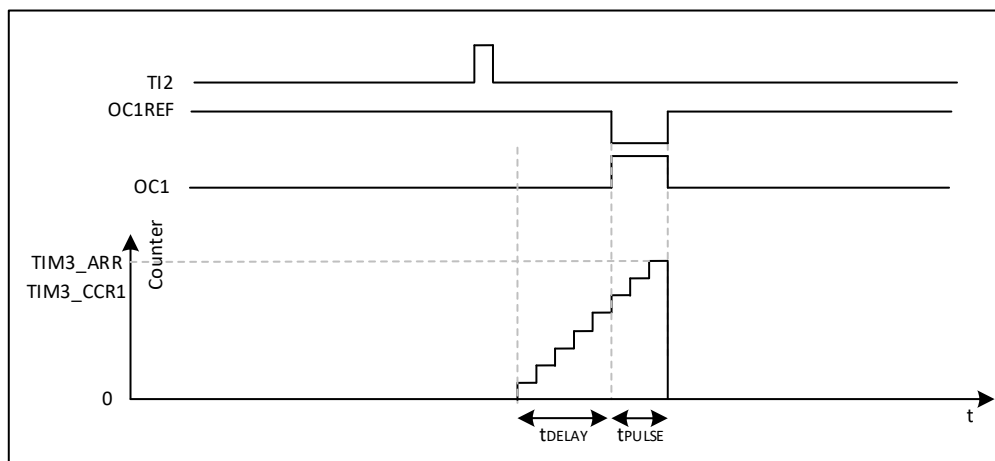 TI2
OC1REF
OC1
Counter
TIM3_ARR
TIM3_CCR1
0
tDELAY
tPULSE
t